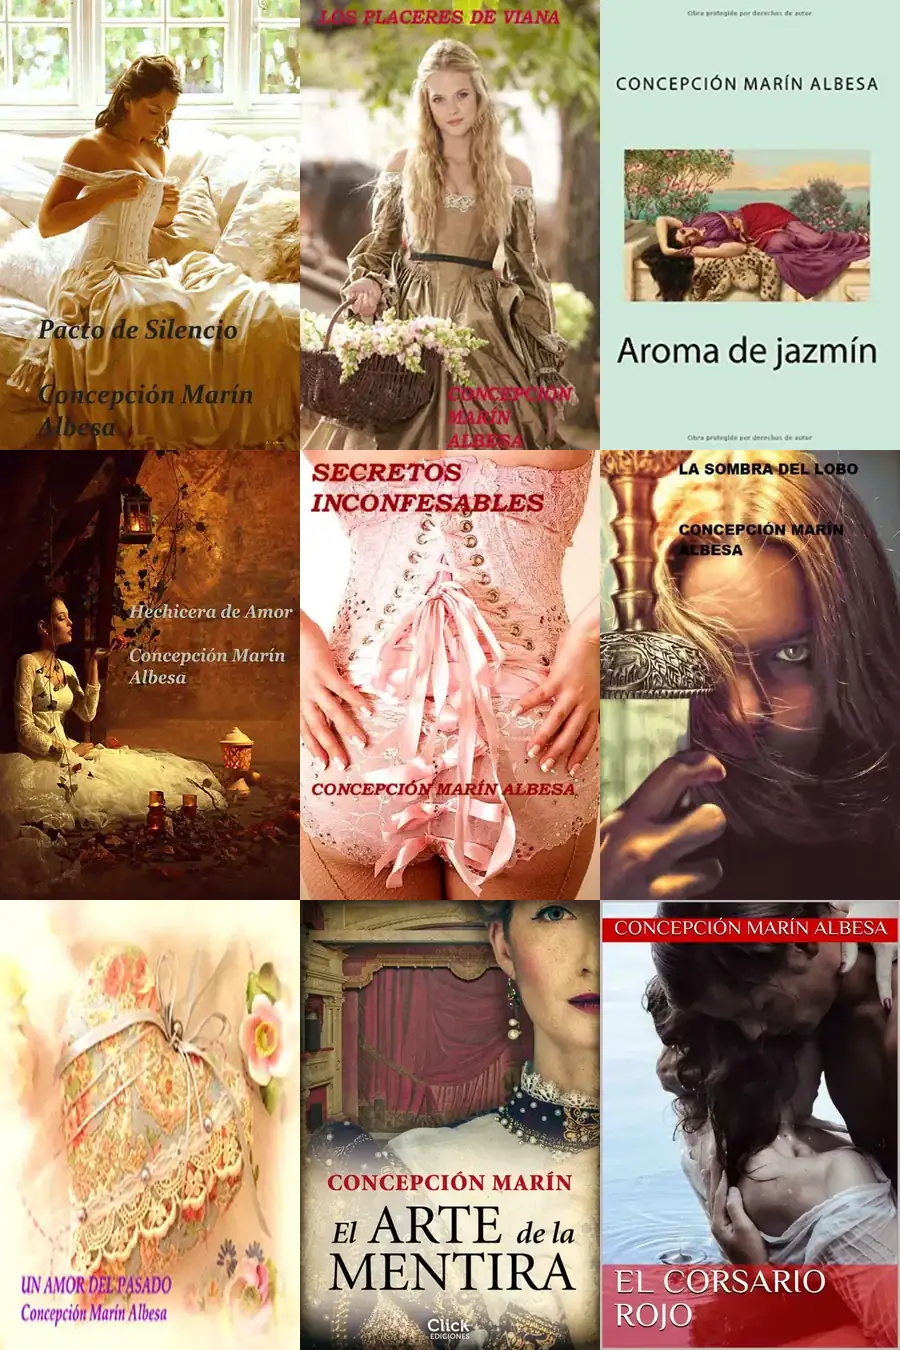 Pacto de Silencio
Concepción Marín
Albesa
LOS PLACERES DE VIANA
CONCEPCIÓN
MARÍN
ALBESA
Obra protegida por derechos de autor
CONCEPCIÓN MARÍN ALBESA
Aroma de jazmín
Obra protegida por derechos de autor
Hechicera de Amor
Concepción Marín
Albesa
SECRETOS
INCONFESABLES
CONCEPCIÓN MARÍN ALBESA
LA SOMBRA DEL LOBO
CONCEPCIÓN MARÍN
ALBESA
UN AMOR DEL PASADO
Concepción Marín Albesa
CONCEPCIÓN MARÍN
El ARTE de la
MENTIRA
Click
EDICIONES
CONCEPCIÓN MARÍN ALBESA
EL CORSARIO
ROJO